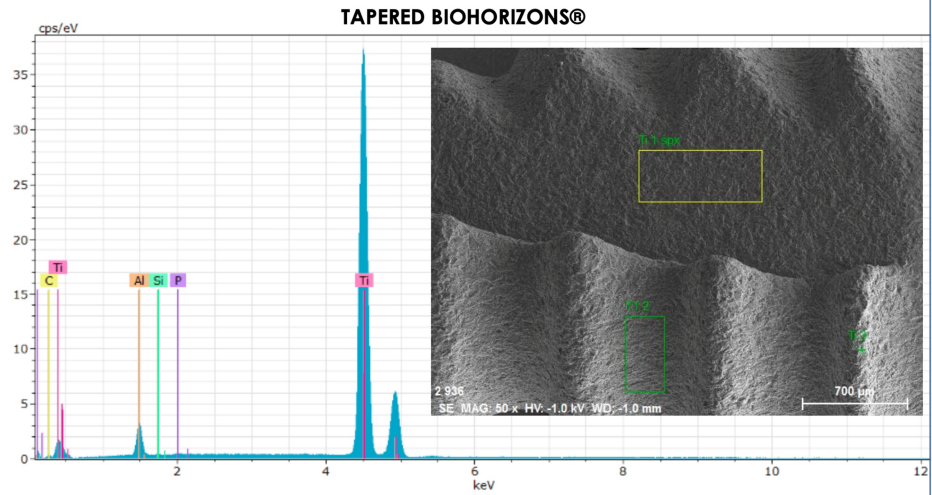 TAPERED BIOHORIZONS®
cps/eV
35
30
25
20
15
10
5
0
C
Ti
Al
Si
P
Ti
2
4
6
8
10
12
keV
Ti 1 spx
2 936
700 µm
SE MAG: 50 x HV: -1.0 kV WD: -1.0 mm